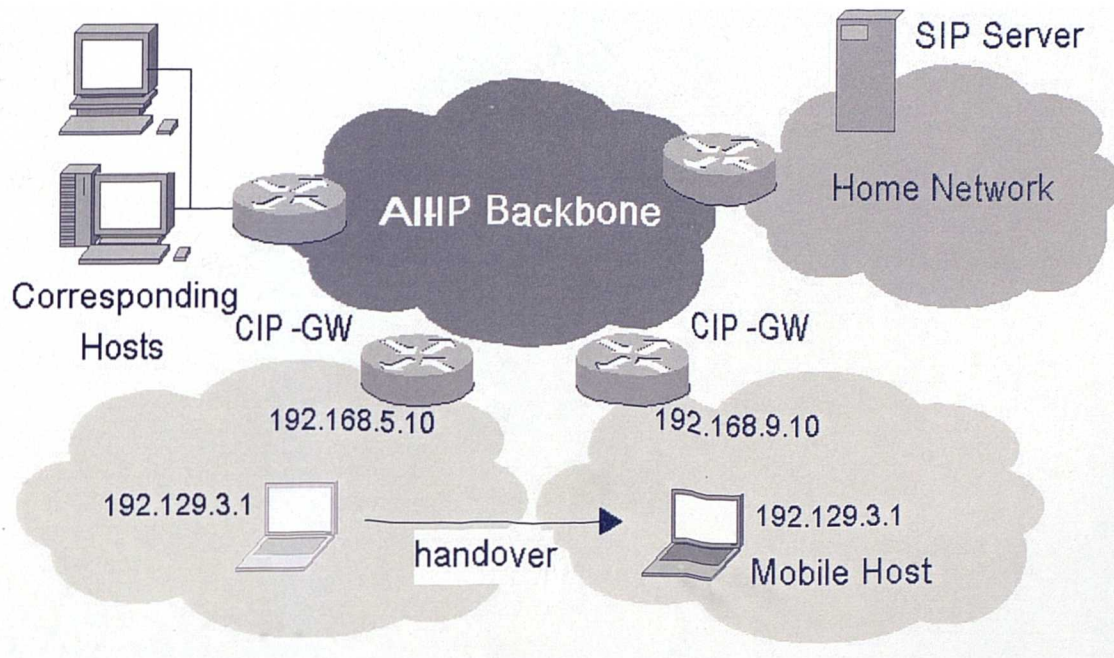 SIP Server
Home Network
AIHIP Backbone
Corresponding
Hosts
CIP -GW
CIP -GW
192.168.5.10
192.168.9.10
192.129.3.1
handover
192.129.3.1
Mobile Host